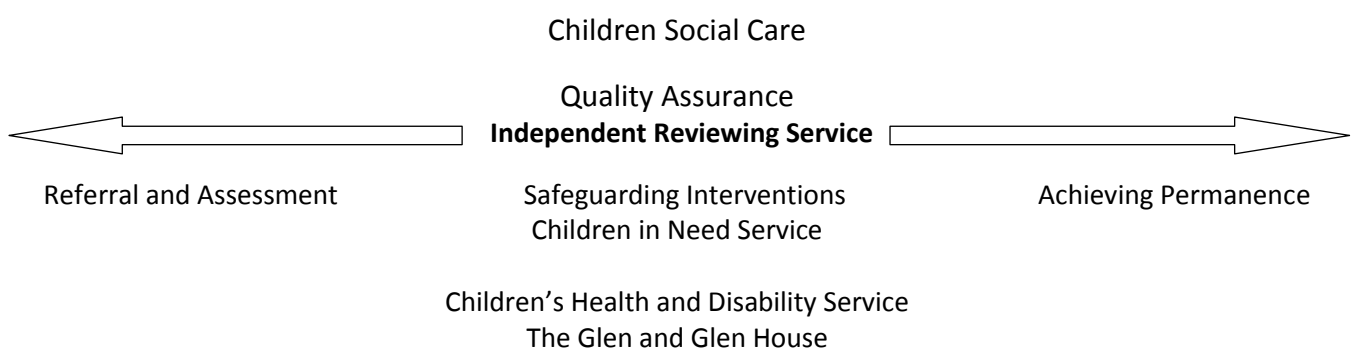 Children Social Care
Quality Assurance
Independent Reviewing Service
Referral and Assessment
Safeguarding Interventions
Achieving Permanence
Children in Need Service
Children’s Health and Disability Service
The Glen and Glen House